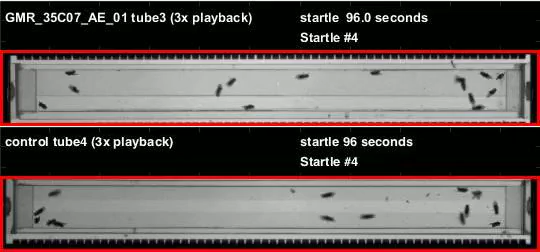 GMR_35C07_AE_01 tube3 (3x playback) startle  96.0 seconds
Startle #4
control tube4 (3x playback) startle 96 seconds
Startle #4